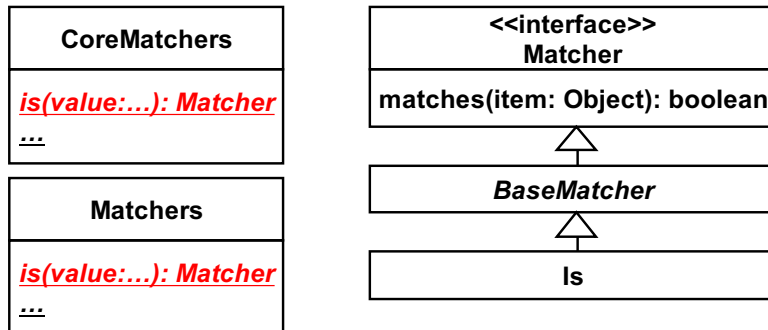 CoreMatchers
is(value:…): Matcher
…
Matchers
is(value:…): Matcher
…
<<interface>>
Matcher
matches(item: Object): boolean
BaseMatcher
Is